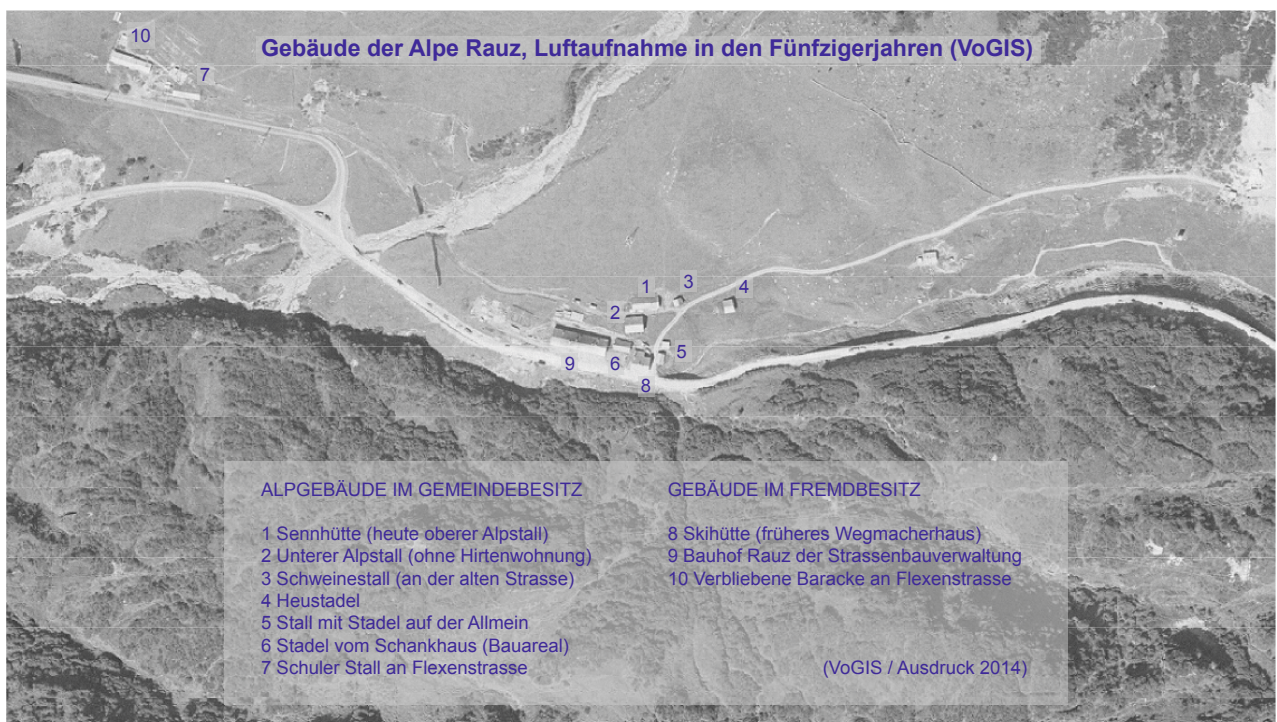 Gebäude der Alpe Rauz, Luftaufnahme in den Fünfzigerjahren (VoGIS)
10
7
1
3
4
2
5
9
6
8
ALPGEBÄUDE IM GEMEINDEBESITZ
1 Sennhütte (heute oberer Alpstall)
2 Unterer Alpstall (ohne Hirtenwohnung)
3 Schweinestall (an der alten Strasse)
4 Heustadel
5 Stall mit Stadel auf der Allmein
6 Stadel vom Schankhaus (Bauareal)
7 Schuler Stall an Flexenstrasse
GEBÄUDE IM FREMDBESITZ
8 Skihütte (früheres Wegmacherhaus)
9 Bauhof Rauz der Strassenbauverwaltung
10 Verbliebene Baracke an Flexenstrasse
(VoGIS / Ausdruck 2014)